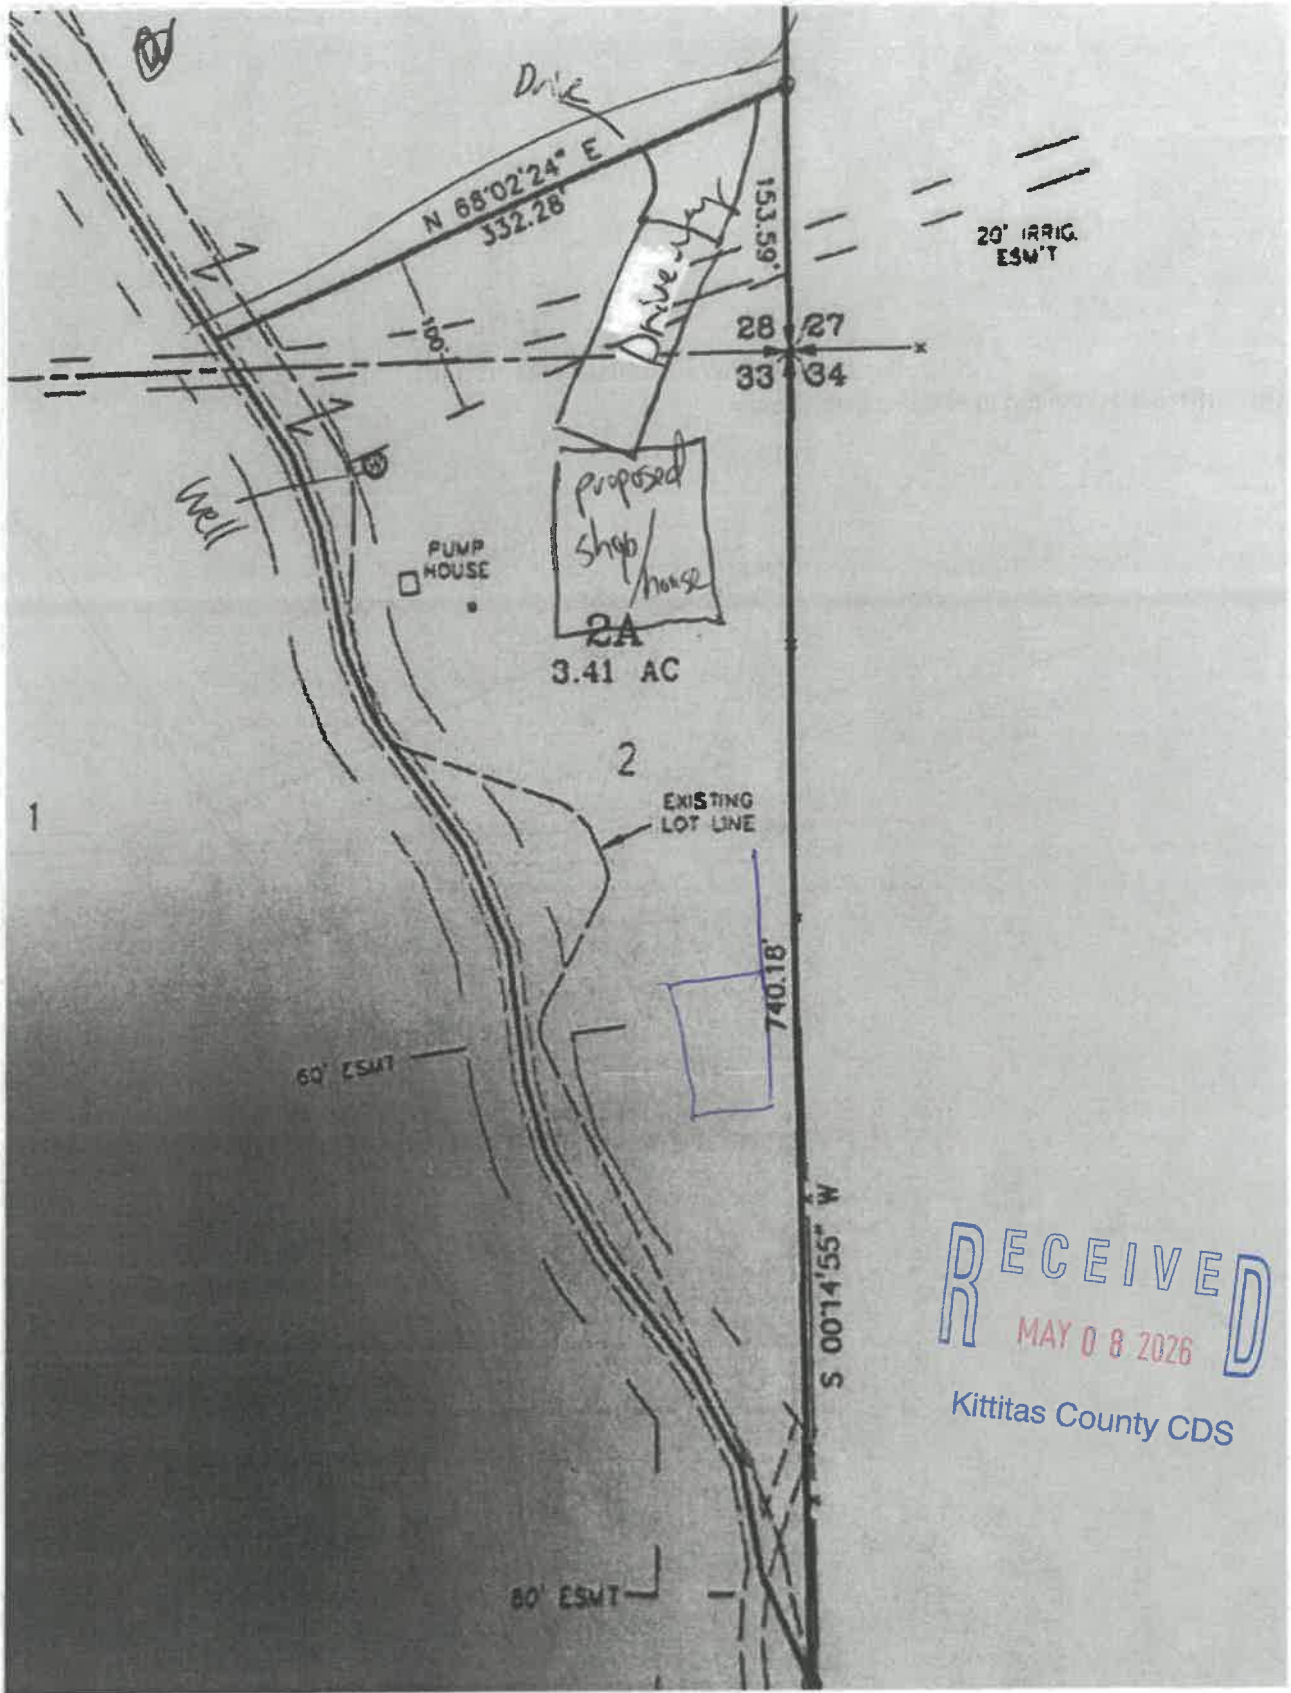 Drive
N 68°02'24" E
332.28'
153.59'
20' IRRIG.
ESM'T
Driveway
100'
28 27
33 34
Well
W
PUMP
HOUSE
proposed
shop/
house
2A
3.41 AC
2
1
EXISTING
LOT LINE
740.18'
60' ESMT
S 00°14'55" W
RECEIVED
MAY 08 2026
Kittitas County CDS
80' ESMT